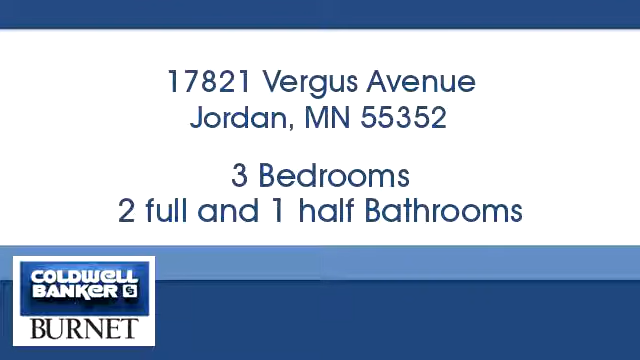 17821 Vergus Avenue
Jordan, MN 55352
3 Bedrooms
2 full and 1 half Bathrooms
COLDWELL
BANKER
BURNET